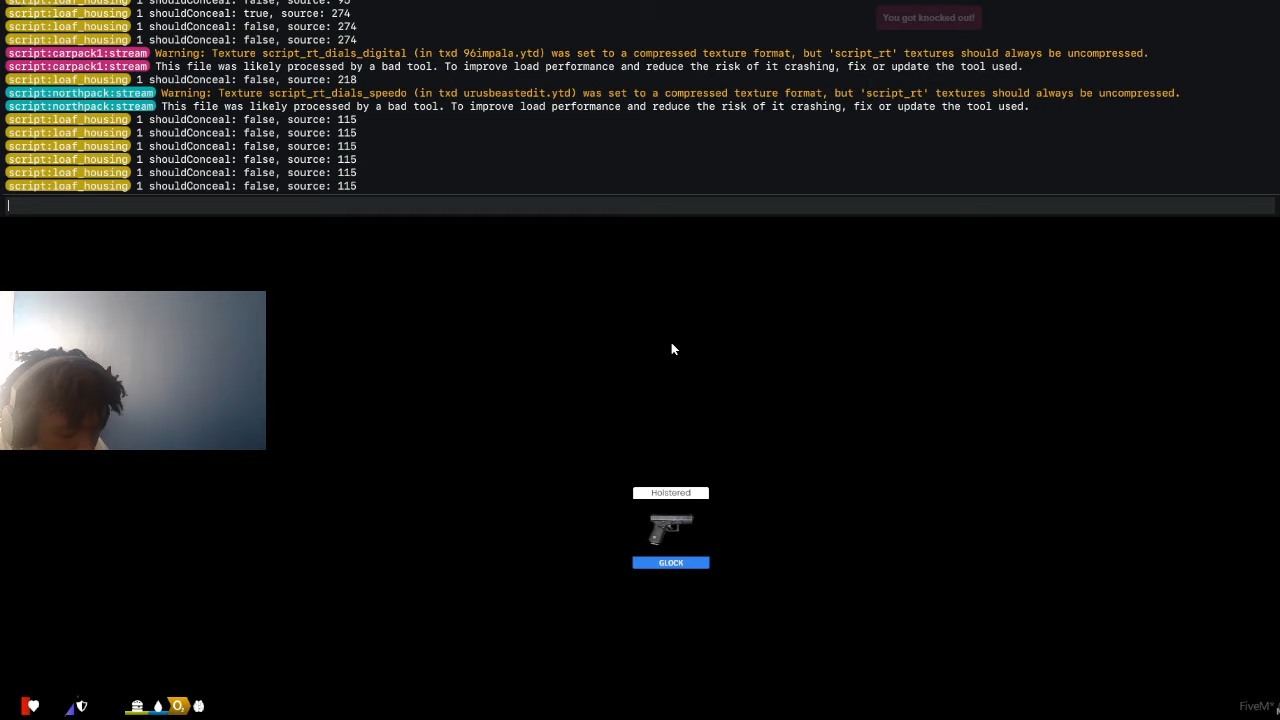 script:loaf_housing 1 shouldConceal: false, source: 95
You got knocked out!
script:loaf_housing 1 shouldConceal: true, source: 274
script:loaf_housing 1 shouldConceal: false, source: 274
script:loaf_housing 1 shouldConceal: false, source: 274
script:carpack1:stream Warning: Texture script_rt_dials_digital (in txd 96impala.ytd) was set to a compressed texture format, but 'script_rt' textures should always be uncompressed.
script:carpack1:stream This file was likely processed by a bad tool. To improve load performance and reduce the risk of it crashing, fix or update the tool used.
script:loaf_housing 1 shouldConceal: false, source: 218
script:northpack:stream Warning: Texture script_rt_dials_speedo (in txd urusbeastedit.ytd) was set to a compressed texture format, but 'script_rt' textures should always be uncompressed.
script:northpack:stream This file was likely processed by a bad tool. To improve load performance and reduce the risk of it crashing, fix or update the tool used.
script:loaf_housing 1 shouldConceal: false, source: 115
script:loaf_housing 1 shouldConceal: false, source: 115
script:loaf_housing 1 shouldConceal: false, source: 115
script:loaf_housing 1 shouldConceal: false, source: 115
script:loaf_housing 1 shouldConceal: false, source: 115
script:loaf_housing 1 shouldConceal: false, source: 115
Holstered
GLOCK
O₂
FiveM*